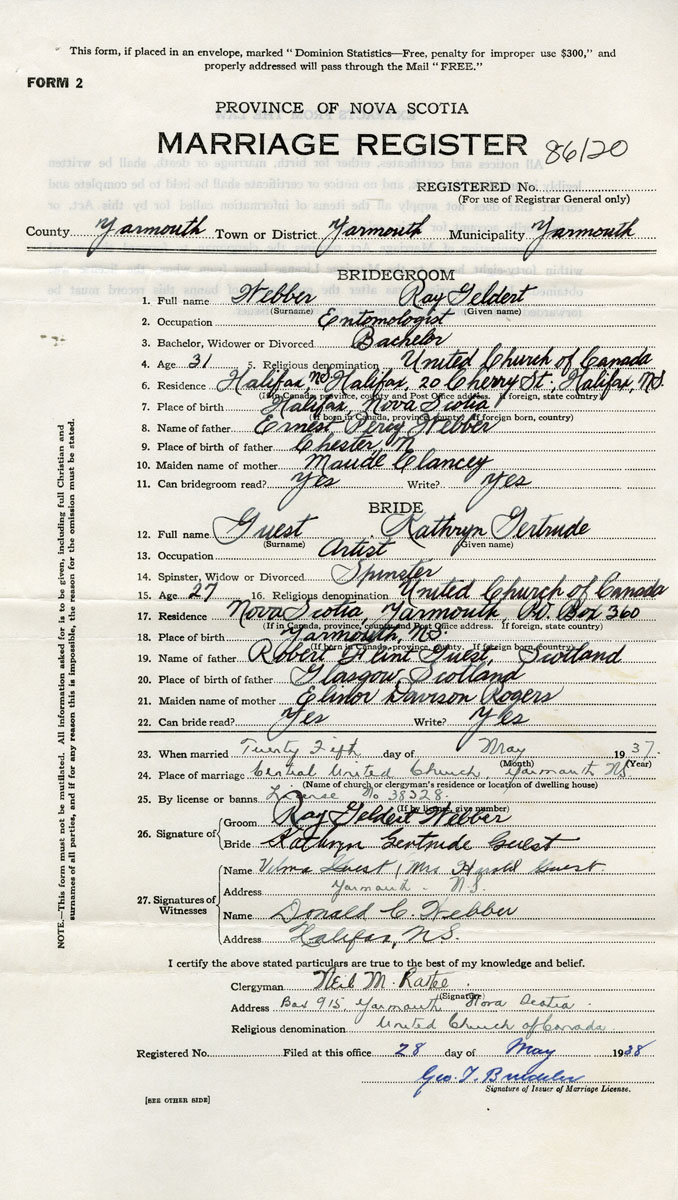 This form, if placed in an envelope, marked "Dominion Statistics—Free, penalty for improper use $300," and
properly addressed will pass through the Mail "FREE."
FORM 2
PROVINCE OF NOVA SCOTIA
MARRIAGE REGISTER 86/20
REGISTERED No.
(For use of Registrar General only)
County Yarmouth Town or District Yarmouth Municipality Yarmouth
BRIDEGROOM
1. Full name Webber Ray Geldert
(Surname) (Given name)
2. Occupation Entomologist
3. Bachelor, Widower or Divorced Bachelor
4. Age 31 5. Religious denomination United Church of Canada
6. Residence Halifax, NS. Halifax, 20 Cherry St., Halifax, N.S.
(If in Canada, province, county and Post Office address. If foreign, state country)
7. Place of birth Halifax, Nova Scotia
(If born in Canada, province, county. If foreign born, country)
8. Name of father Ernest Percy Webber
9. Place of birth of father Chester, N
10. Maiden name of mother Maude Clancey
11. Can bridegroom read? Yes Write? Yes
BRIDE
12. Full name Guest Kathryn Gertrude
(Surname) (Given name)
13. Occupation Artist
14. Spinster, Widow or Divorced Spinster
15. Age 27 16. Religious denomination United Church of Canada
17. Residence Nova Scotia, Yarmouth, P.O. Box 360
(If in Canada, province, county and Post Office address. If foreign, state country)
18. Place of birth Yarmouth, N.S.
(If born in Canada, province, county. If foreign born, country)
19. Name of father Robert Flint Guest, Scotland
20. Place of birth of father Glasgow, Scotland
21. Maiden name of mother Elinor Davison Rogers
22. Can bride read? Yes Write? Yes
23. When married Twenty Fifth day of May 1937.
(Month) (Year)
24. Place of marriage Central United Church, Yarmouth N.S.
(Name of church or clergyman's residence or location of dwelling house)
25. By license or banns License No 38328.
(If by license, give number)
26. Signature of
Groom Ray Geldert Webber
Bride Kathryn Gertrude Guest
27. Signatures of Witnesses
Name Vilma Guest (Mrs Harold Guest
Address Yarmouth. N.S.
Name Donald C. Webber
Address Halifax, N.S.
I certify the above stated particulars are true to the best of my knowledge and belief.
Clergyman Neil M.
(Signature)
Address Box 915, Yarmouth Nova Scotia.
Religious denomination United Church of Canada.
Registered No. Filed at this office 28 day of May 1938
Geo. T.
Signature of Issuer of Marriage License.
[SEE OTHER SIDE]
NOTE.—This form must not be mutilated. All information asked for is to be given, including full Christian and
surnames of all parties, and if for any reason this is impossible, the reason for the omission must be stated.